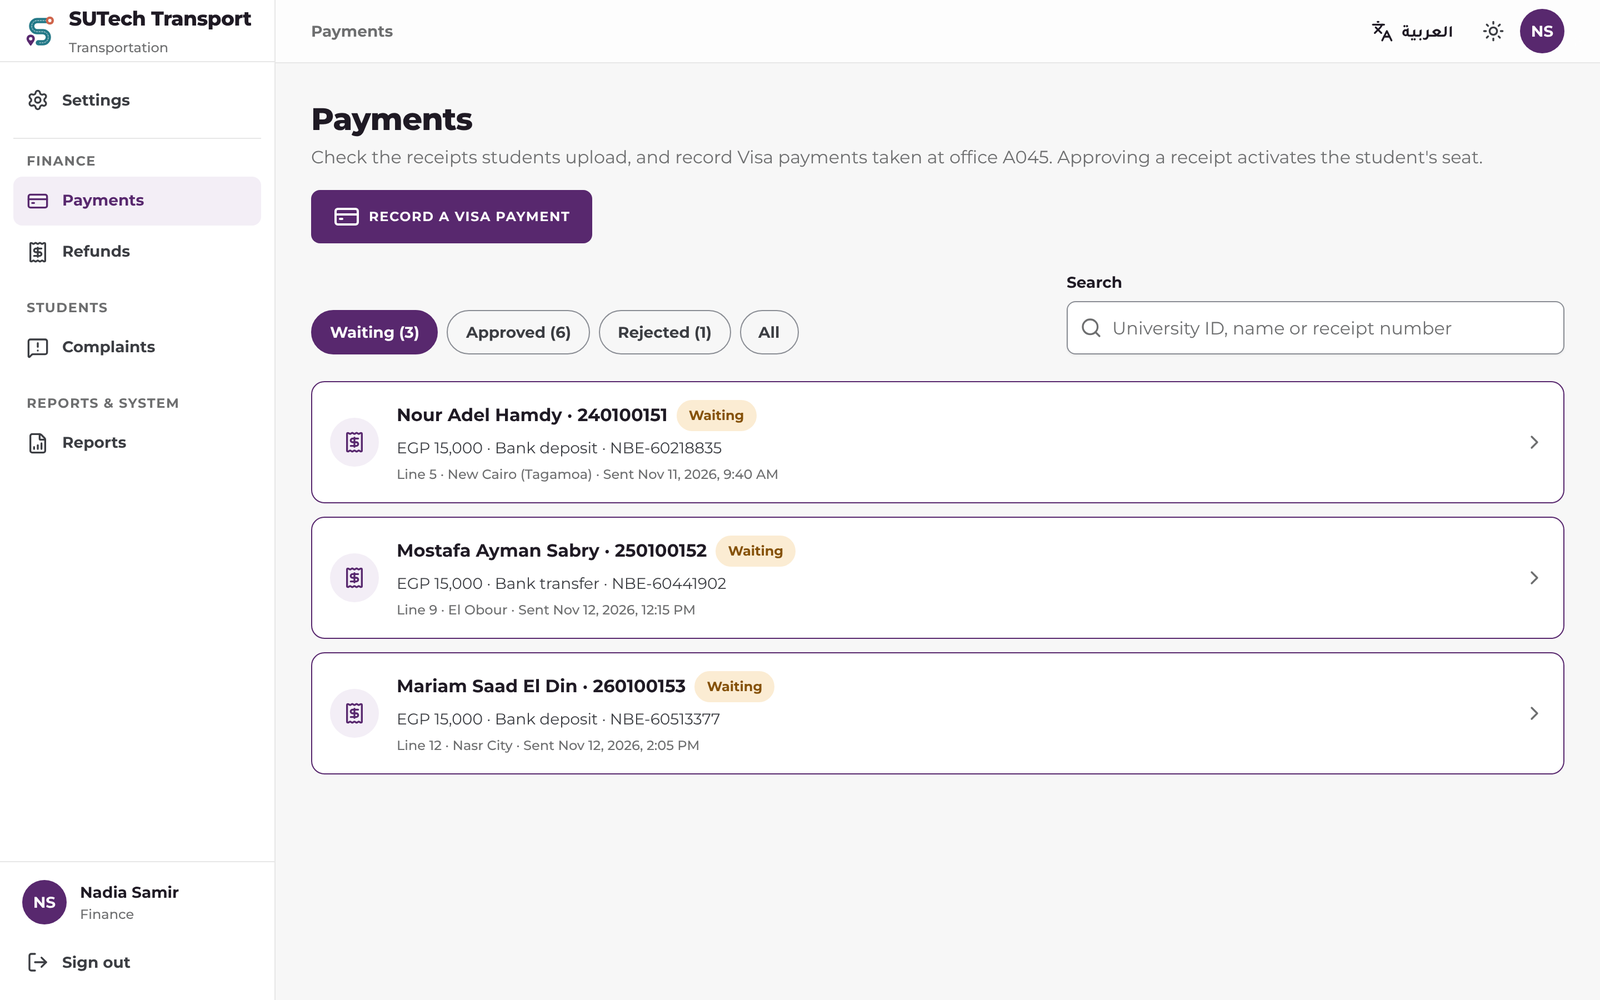 SUTech Transport
Transportation
Payments
العربية
NS
Settings
FINANCE
Payments
Refunds
STUDENTS
Complaints
REPORTS & SYSTEM
Reports
NS
Nadia Samir
Finance
Sign out
Payments
Check the receipts students upload, and record Visa payments taken at office A045. Approving a receipt activates the student's seat.
RECORD A VISA PAYMENT
Search
University ID, name or receipt number
Waiting (3)
Approved (6)
Rejected (1)
All
Nour Adel Hamdy · 240100151 Waiting
EGP 15,000 · Bank deposit · NBE-60218835
Line 5 · New Cairo (Tagamoa) · Sent Nov 11, 2026, 9:40 AM
Mostafa Ayman Sabry · 250100152 Waiting
EGP 15,000 · Bank transfer · NBE-60441902
Line 9 · El Obour · Sent Nov 12, 2026, 12:15 PM
Mariam Saad El Din · 260100153 Waiting
EGP 15,000 · Bank deposit · NBE-60513377
Line 12 · Nasr City · Sent Nov 12, 2026, 2:05 PM